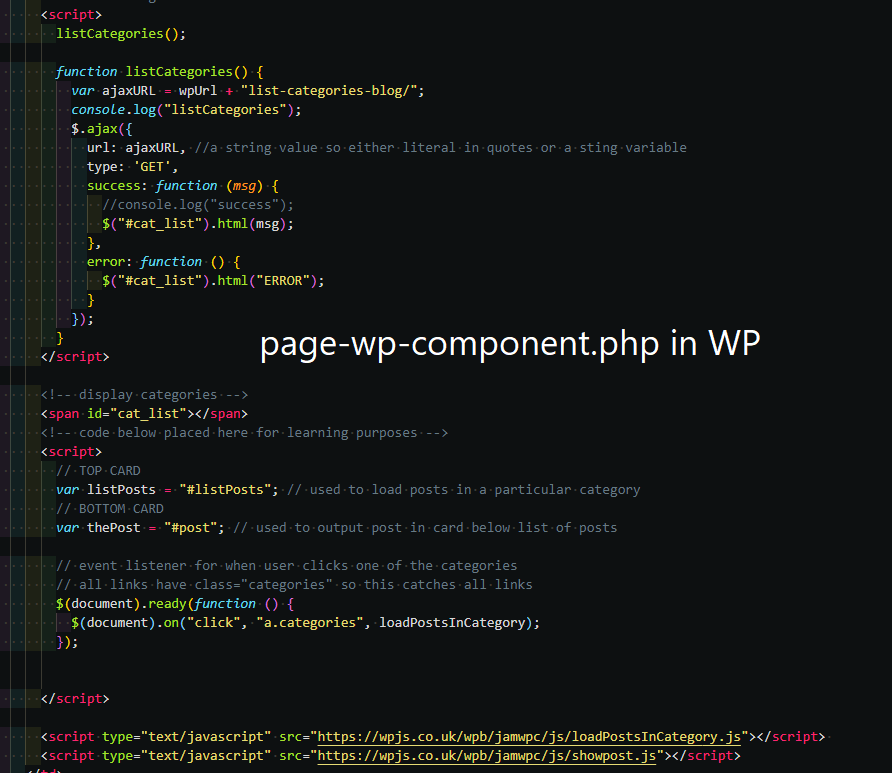 <script>
listCategories();
function listCategories() {
var ajaxURL = wpUrl + "list-categories-blog/";
console.log("listCategories");
$.ajax({
url: ajaxURL, //a string value so either literal in quotes or a sting variable
type: 'GET',
success: function (msg) {
//console.log("success");
$("#cat_list").html(msg);
},
error: function () {
$("#cat_list").html("ERROR");
}
});
}
page-wp-component.php in WP
</script>
<!-- display categories -->
<span id="cat_list"></span>
<!-- code below placed here for learning purposes -->
<script>
// TOP CARD
var listPosts = "#listPosts"; // used to load posts in a particular category
// BOTTOM CARD
var thePost = "#post"; // used to output post in card below list of posts
// event listener for when user clicks one of the categories
// all links have class="categories" so this catches all links
$(document).ready(function () {
$(document).on("click", "a.categories", loadPostsInCategory);
});
</script>
<script type="text/javascript" src="https://wpjs.co.uk/wpb/jamwpc/js/loadPostsInCategory.js"></script>
<script type="text/javascript" src="https://wpjs.co.uk/wpb/jamwpc/js/showpost.js"></script>